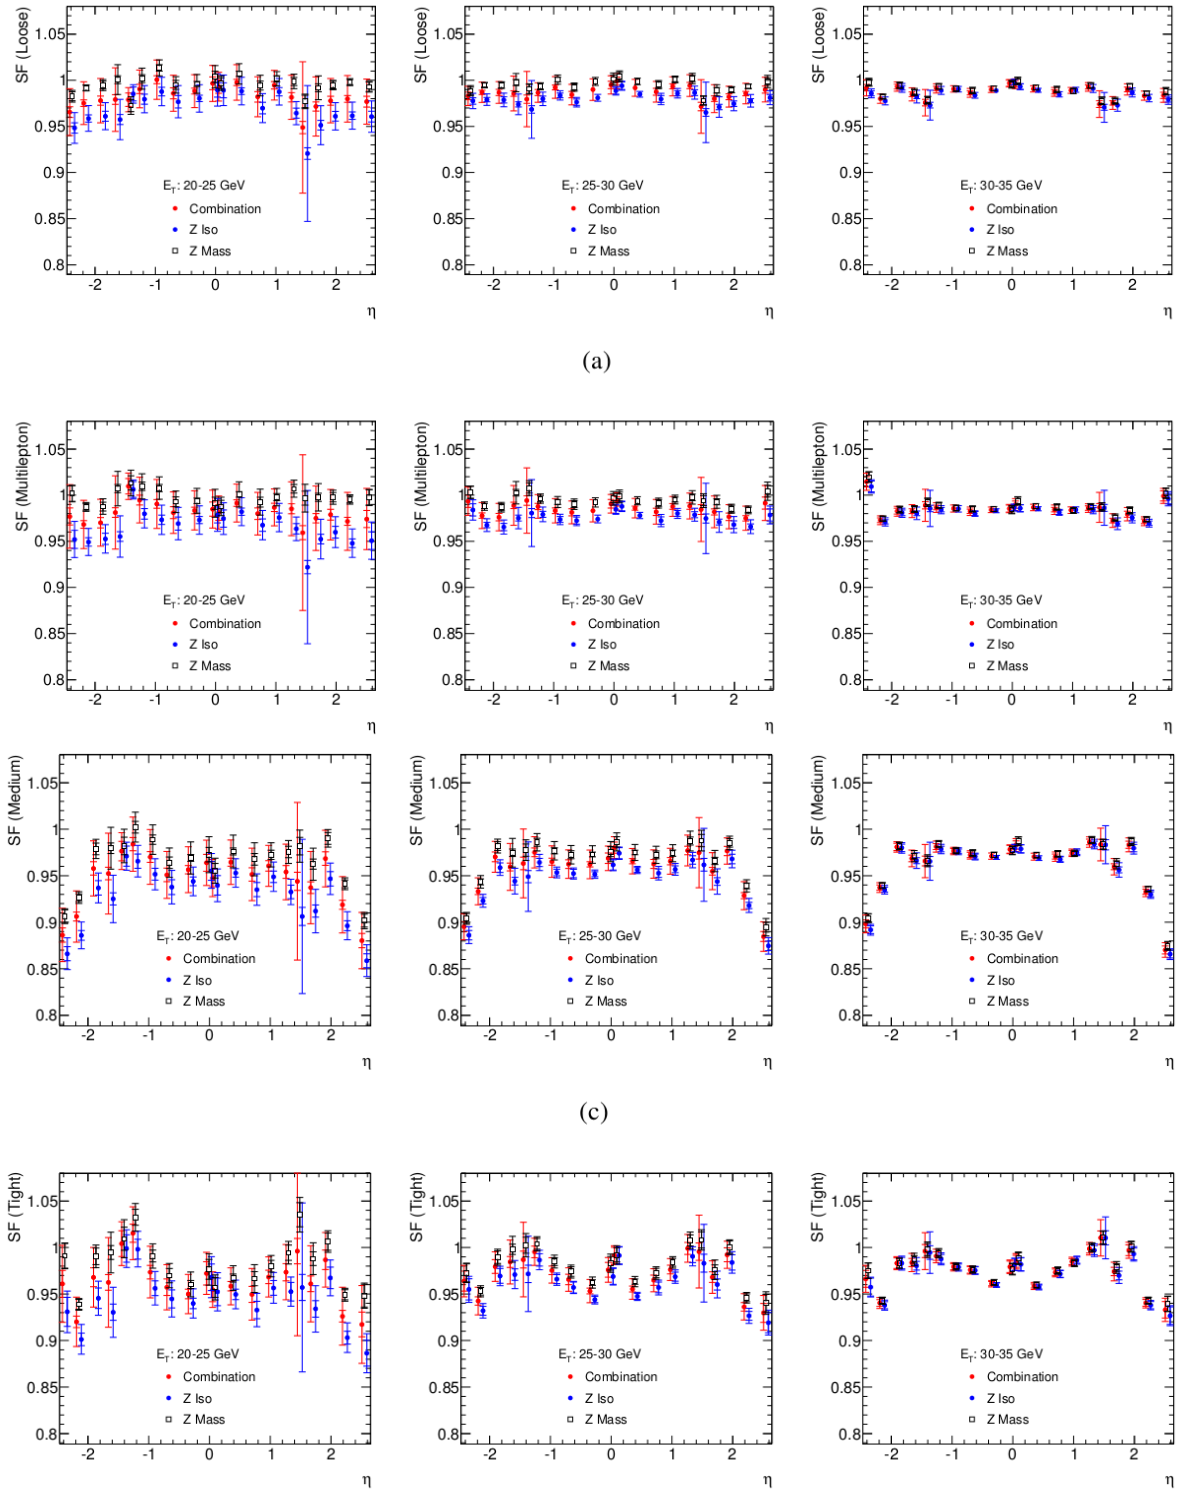 SF (Loose)
1.05
1
0.95
0.9
0.85
0.8
E_T: 20-25 GeV
Combination
Z Iso
Z Mass
-2 -1 0 1 2
η
SF (Loose)
1.05
1
0.95
0.9
0.85
0.8
E_T: 25-30 GeV
Combination
Z Iso
Z Mass
-2 -1 0 1 2
η
SF (Loose)
1.05
1
0.95
0.9
0.85
0.8
E_T: 30-35 GeV
Combination
Z Iso
Z Mass
-2 -1 0 1 2
η
(a)
SF (Multilepton)
1.05
1
0.95
0.9
0.85
0.8
E_T: 20-25 GeV
Combination
Z Iso
Z Mass
-2 -1 0 1 2
η
SF (Multilepton)
1.05
1
0.95
0.9
0.85
0.8
E_T: 25-30 GeV
Combination
Z Iso
Z Mass
-2 -1 0 1 2
η
SF (Multilepton)
1.05
1
0.95
0.9
0.85
0.8
E_T: 30-35 GeV
Combination
Z Iso
Z Mass
-2 -1 0 1 2
η
SF (Medium)
1.05
1
0.95
0.9
0.85
0.8
E_T: 20-25 GeV
Combination
Z Iso
Z Mass
-2 -1 0 1 2
η
SF (Medium)
1.05
1
0.95
0.9
0.85
0.8
E_T: 25-30 GeV
Combination
Z Iso
Z Mass
-2 -1 0 1 2
η
SF (Medium)
1.05
1
0.95
0.9
0.85
0.8
E_T: 30-35 GeV
Combination
Z Iso
Z Mass
-2 -1 0 1 2
η
(c)
SF (Tight)
1.05
1
0.95
0.9
0.85
0.8
E_T: 20-25 GeV
Combination
Z Iso
Z Mass
-2 -1 0 1 2
η
SF (Tight)
1.05
1
0.95
0.9
0.85
0.8
E_T: 25-30 GeV
Combination
Z Iso
Z Mass
-2 -1 0 1 2
η
SF (Tight)
1.05
1
0.95
0.9
0.85
0.8
E_T: 30-35 GeV
Combination
Z Iso
Z Mass
-2 -1 0 1 2
η